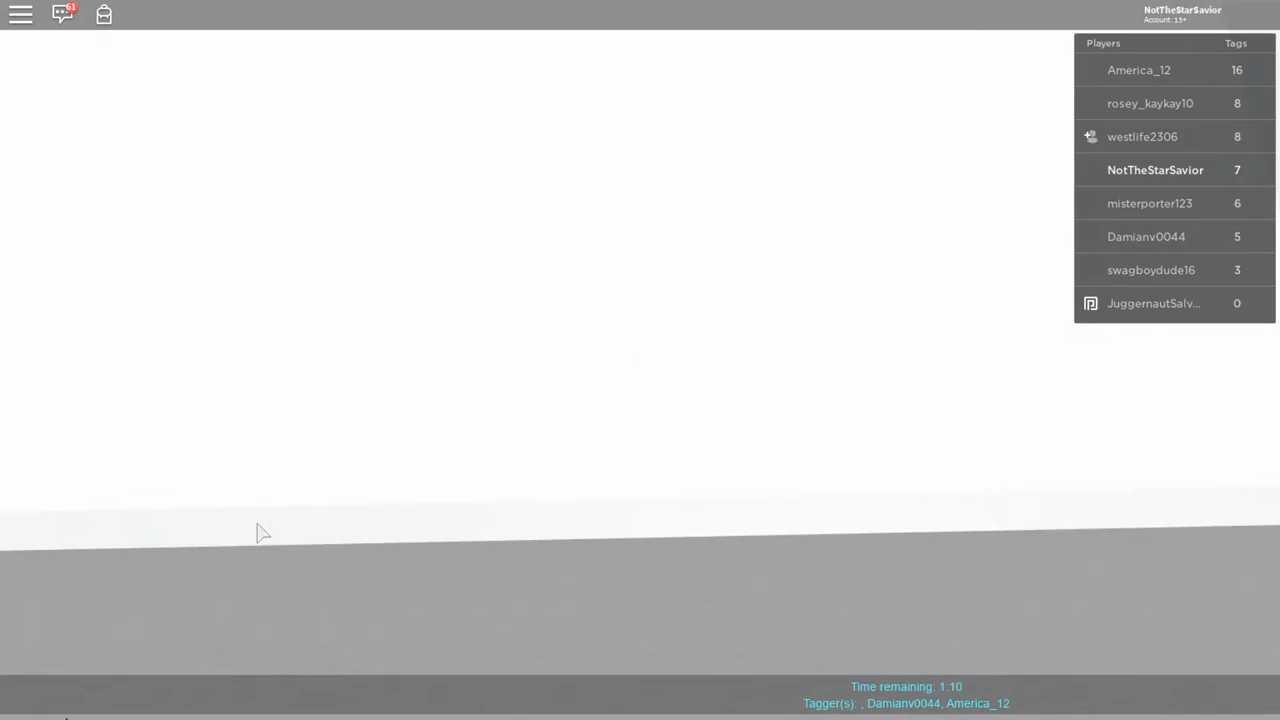 61
NotTheStarSavior
Account: 13+
Players Tags
America_12 16
rosey_kaykay10 8
westlife2306 8
NotTheStarSavior 7
misterporter123 6
Damianv0044 5
swagboydude16 3
JuggernautSalv... 0
Time remaining: 1:10
Tagger(s): , Damianv0044, America_12